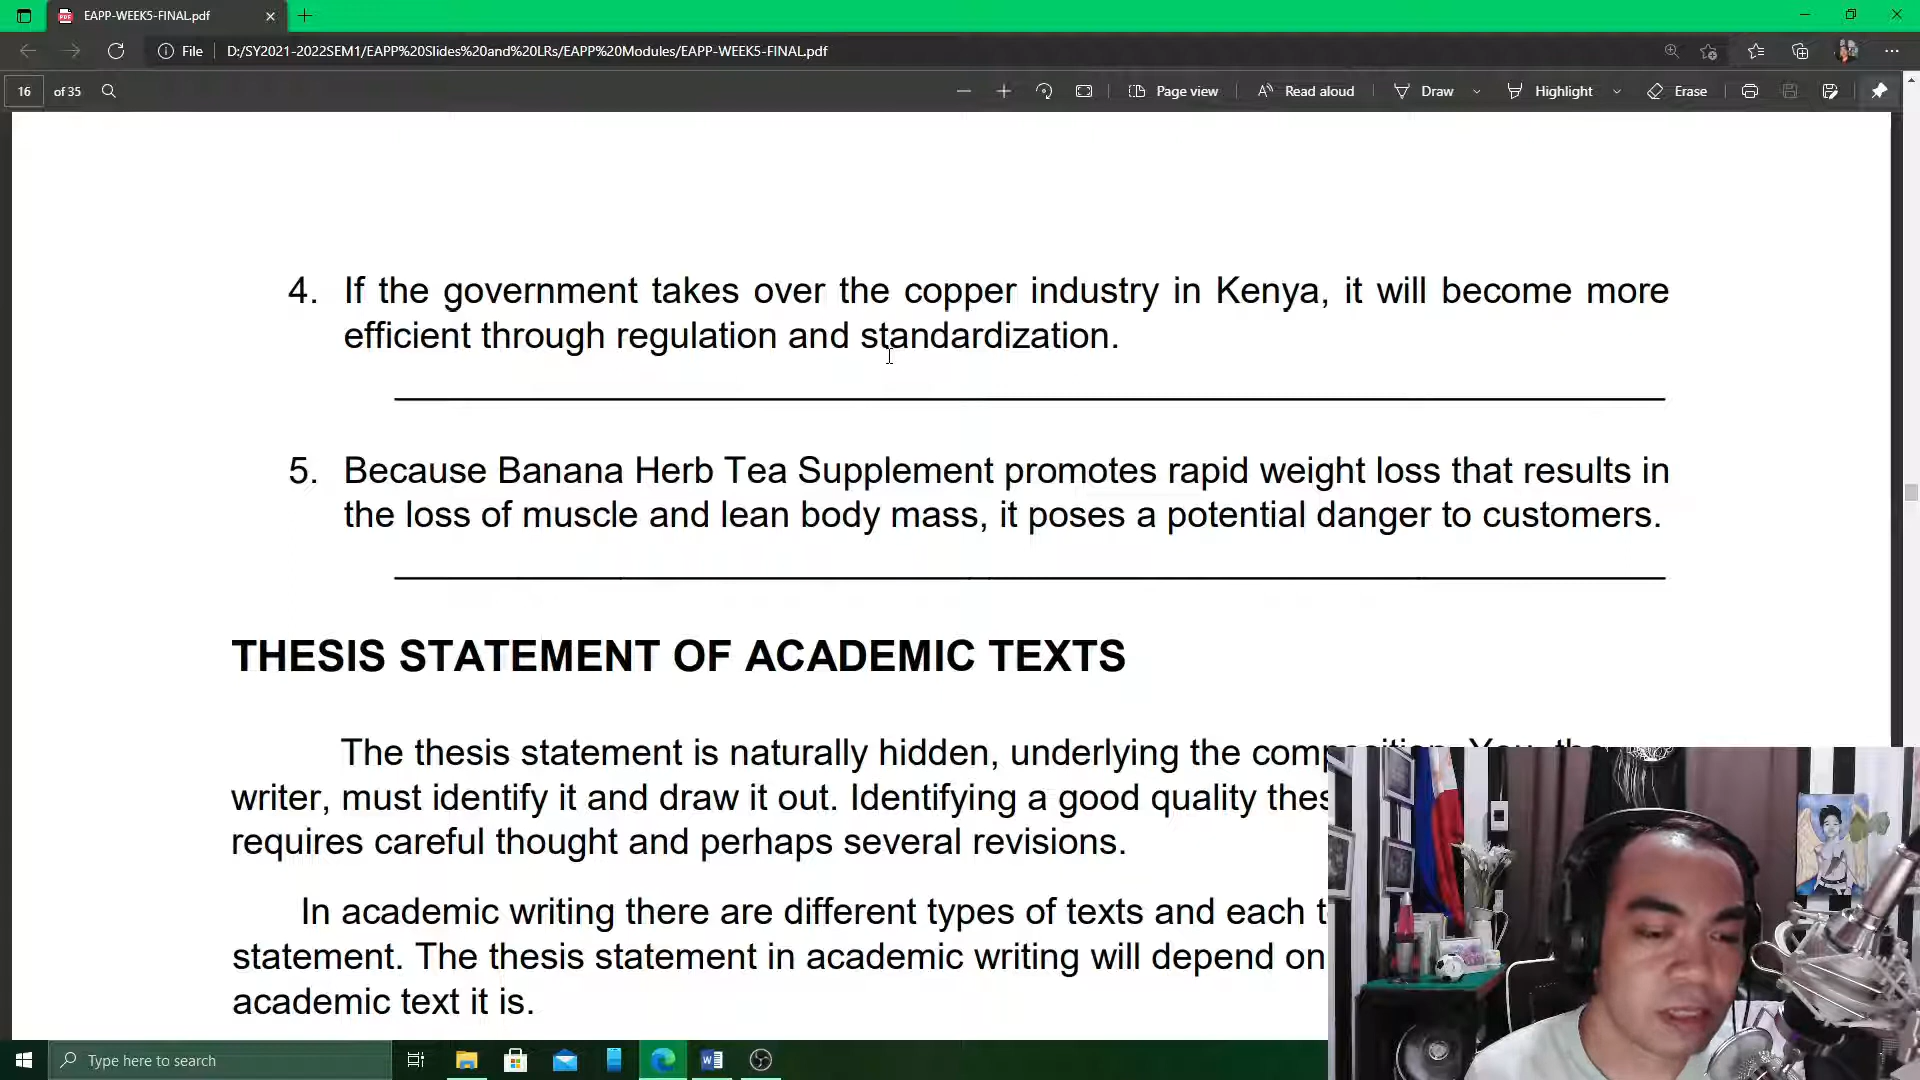 EAPP-WEEK5-FINAL.pdf
File D:/SY2021-2022SEM1/EAPP%20Slides%20and%20LRs/EAPP%20Modules/EAPP-WEEK5-FINAL.pdf
16 of 35 Page view Read aloud Draw Highlight Erase
4. If the government takes over the copper industry in Kenya, it will become more
efficient through regulation and standardization.
5. Because Banana Herb Tea Supplement promotes rapid weight loss that results in
the loss of muscle and lean body mass, it poses a potential danger to customers.
THESIS STATEMENT OF ACADEMIC TEXTS
The thesis statement is naturally hidden, underlying the composition. You, the
writer, must identify it and draw it out. Identifying a good quality
requires careful thought and perhaps several revisions.
In academic writing there are different types of texts and each
statement. The thesis statement in academic writing will depend on
academic text it is.
Type here to search